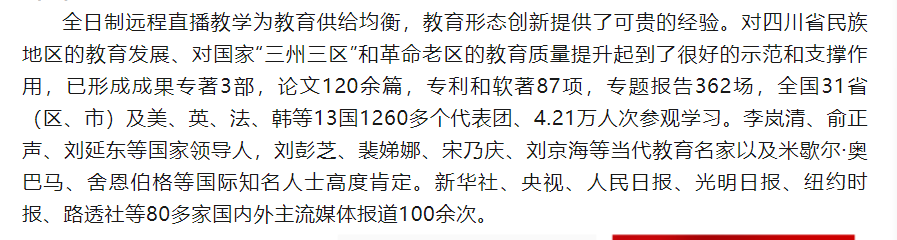 全日制远程直播教学为教育供给均衡，教育形态创新提供了可贵的经验。对四川省民族
地区的教育发展、对国家“三州三区”和革命老区的教育质量提升起到了很好的示范和支撑作
用，已形成成果专著3部，论文120余篇，专利和软著87项，专题报告362场，全国31省
（区、市）及美、英、法、韩等13国1260多个代表团、4.21万人次参观学习。李岚清、俞正
声、刘延东等国家领导人，刘彭芝、裴娣娜、宋乃庆、刘京海等当代教育名家以及米歇尔·奥
巴马、舍恩伯格等国际知名人士高度肯定。新华社、央视、人民日报、光明日报、纽约时
报、路透社等80多家国内外主流媒体报道100余次。